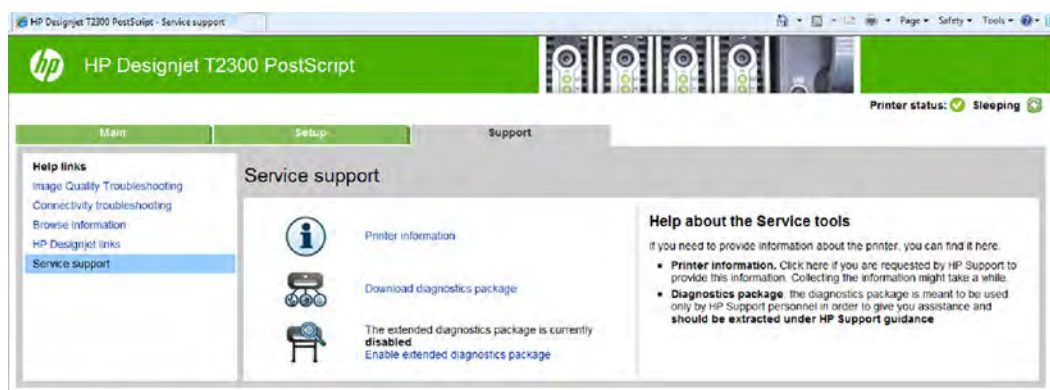 HP Designjet T2300 PostScript - Service support
Page
Safety
Tools
hp
HP Designjet T2300 PostScript
Printer status: Sleeping
Main
Setup
Support
Help links
Image Quality Troubleshooting
Connectivity troubleshooting
Browse information
HP Designjet links
Service support
Service support
Printer information
Download diagnostics package
The extended diagnostics package is currently
disabled
Enable extended diagnostics package
Help about the Service tools
If you need to provide information about the printer, you can find it here.
Printer information. Click here if you are requested by HP Support to
provide this information. Collecting the information might take a while.
Diagnostics package, the diagnostics package is meant to be used
only by HP Support personnel in order to give you assistance and
should be extracted under HP Support guidance